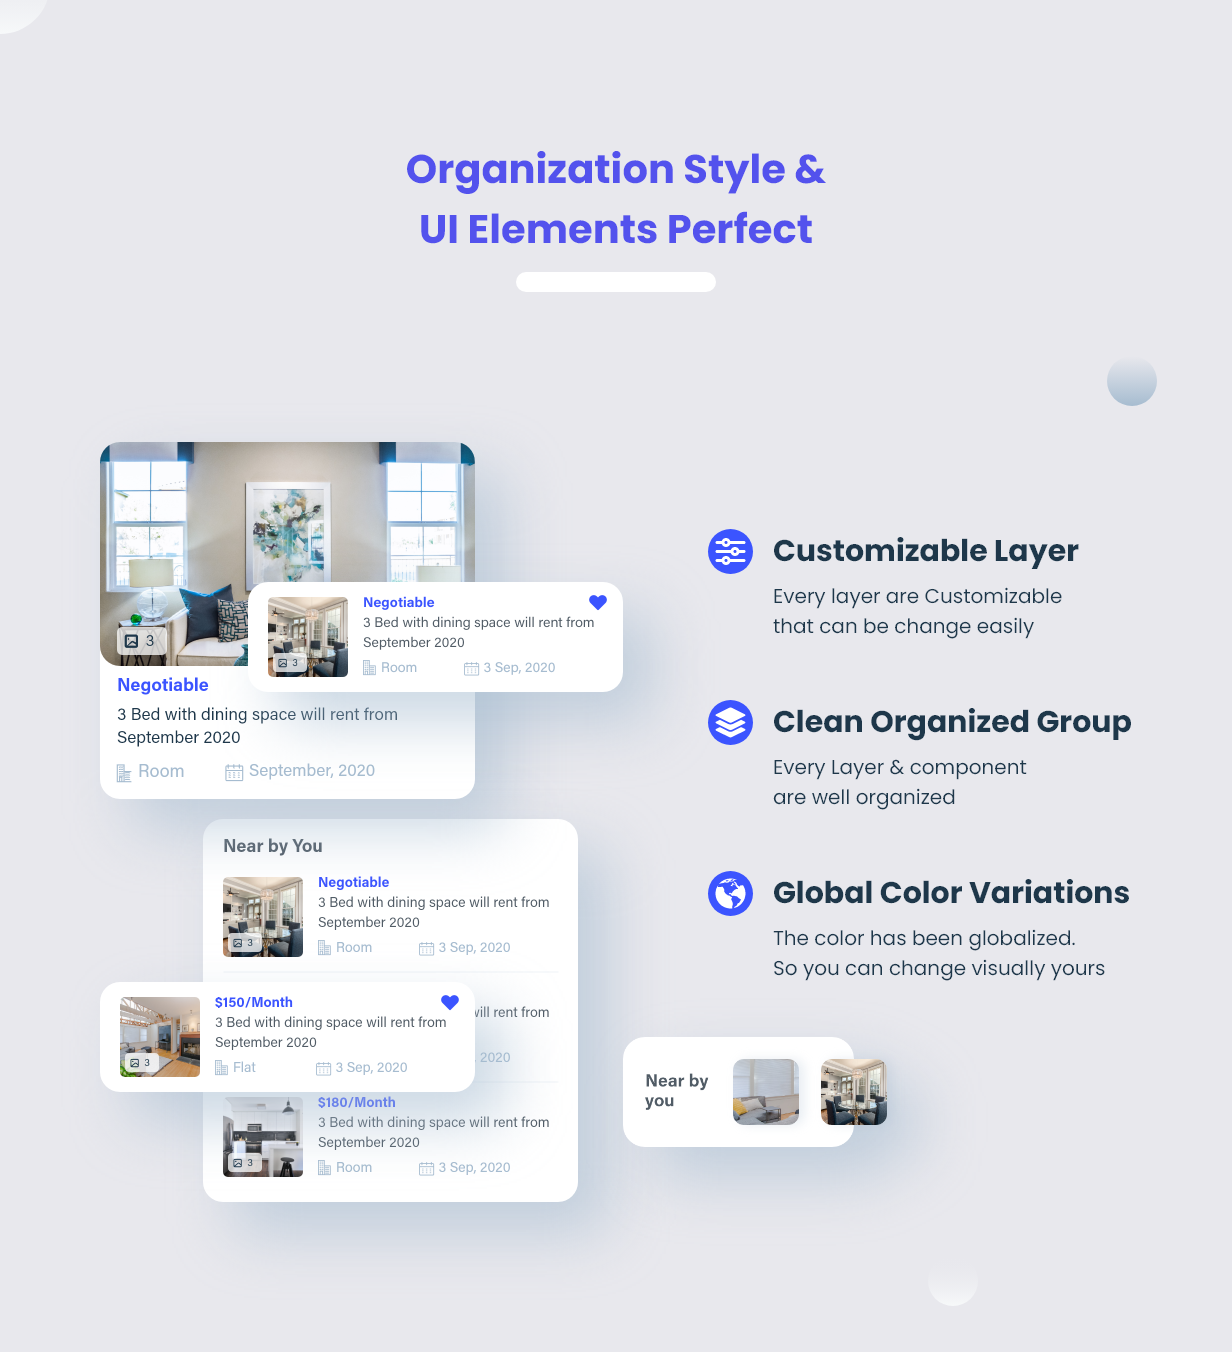 Organization Style &
UI Elements Perfect
3
Negotiable
3 Bed with dining space will rent from
September 2020
Room
September, 2020
Negotiable
3 Bed with dining space will rent from
September 2020
3
Room
3 Sep, 2020
Near by You
Negotiable
3 Bed with dining space will rent from
September 2020
3
Room
3 Sep, 2020
$150/Month
3 Bed with dining space will rent from
September 2020
3
Flat
3 Sep, 2020
will rent from
2020
$180/Month
3 Bed with dining space will rent from
September 2020
3
Room
3 Sep, 2020
Customizable Layer
Every layer are Customizable
that can be change easily
Clean Organized Group
Every Layer & component
are well organized
Global Color Variations
The color has been globalized.
So you can change visually yours
Near by
you